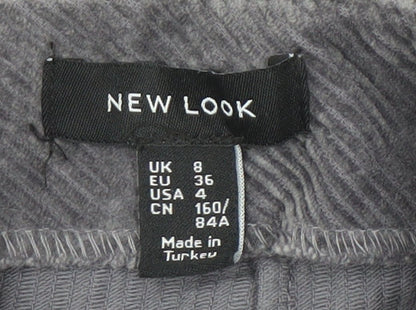 NEW LOOK
UK 8
EU 36
USA 4
CN 160/
84A
Made in
Turkey